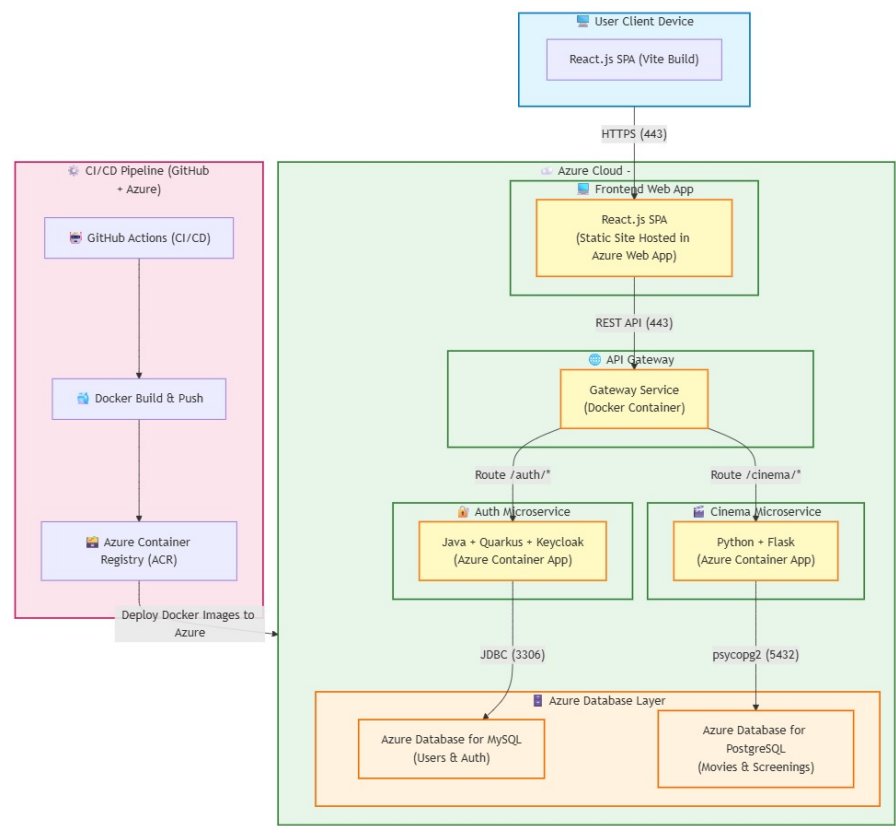 User Client Device
React.js SPA (Vite Build)
HTTPS (443)
CI/CD Pipeline (GitHub
+ Azure)
GitHub Actions (CI/CD)
Docker Build & Push
Azure Container
Registry (ACR)
Deploy Docker Images to
Azure
Azure Cloud -
Frontend Web App
React.js SPA
(Static Site Hosted in
Azure Web App)
REST API (443)
API Gateway
Gateway Service
(Docker Container)
Route /auth/*
Route /cinema/*
Auth Microservice
Java + Quarkus + Keycloak
(Azure Container App)
Cinema Microservice
Python + Flask
(Azure Container App)
JDBC (3306)
psycopg2 (5432)
Azure Database Layer
Azure Database for MySQL
(Users & Auth)
Azure Database for
PostgreSQL
(Movies & Screenings)